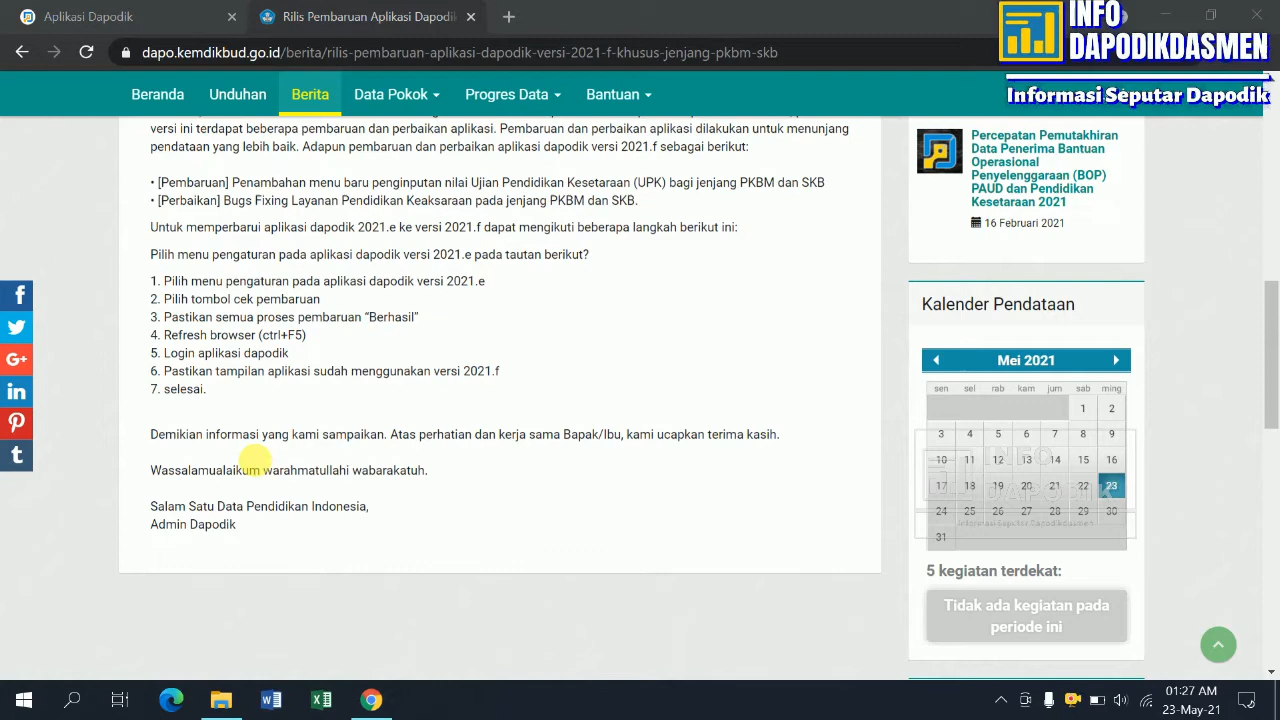 Aplikasi Dapodik
Rilis Pembaruan Aplikasi Dapodik
INFO
DAPODIKDASMEN
Informasi Seputar Dapodik
dapo.kemdikbud.go.id/berita/rilis-pembaruan-aplikasi-dapodik-versi-2021-f-khusus-jenjang-pkbm-skb
Beranda
Unduhan
Berita
Data Pokok
Progres Data
Bantuan
versi ini terdapat beberapa pembaruan dan perbaikan aplikasi. Pembaruan dan perbaikan aplikasi dilakukan untuk menunjang
pendataan yang lebih baik. Adapun pembaruan dan perbaikan aplikasi dapodik versi 2021.f sebagai berikut:
• [Pembaruan] Penambahan menu baru penginputan nilai Ujian Pendidikan Kesetaraan (UPK) bagi jenjang PKBM dan SKB
• [Perbaikan] Bugs Fixing Layanan Pendidikan Keaksaraan pada jenjang PKBM dan SKB.
Untuk memperbarui aplikasi dapodik 2021.e ke versi 2021.f dapat mengikuti beberapa langkah berikut ini:
Pilih menu pengaturan pada aplikasi dapodik versi 2021.e pada tautan berikut?
1. Pilih menu pengaturan pada aplikasi dapodik versi 2021.e
2. Pilih tombol cek pembaruan
3. Pastikan semua proses pembaruan “Berhasil”
4. Refresh browser (ctrl+F5)
5. Login aplikasi dapodik
6. Pastikan tampilan aplikasi sudah menggunakan versi 2021.f
7. selesai.
Demikian informasi yang kami sampaikan. Atas perhatian dan kerja sama Bapak/Ibu, kami ucapkan terima kasih.
Wassalamualaikum warahmatullahi wabarakatuh.
Salam Satu Data Pendidikan Indonesia,
Admin Dapodik
Percepatan Pemutakhiran
Data Penerima Bantuan
Operasional
Penyelenggaraan (BOP)
PAUD dan Pendidikan
Kesetaraan 2021
16 Februari 2021
Kalender Pendataan
Mei 2021
sen sel rab kam jum sab ming
1 2
3 4 5 6 7 8 9
10 11 12 13 14 15 16
17 18 19 20 21 22 23
24 25 26 27 28 29 30
31
INFO
DAPODIK
Informasi Seputar Dapodikdasmen
5 kegiatan terdekat:
Tidak ada kegiatan pada
periode ini
01:27 AM
23-May-21